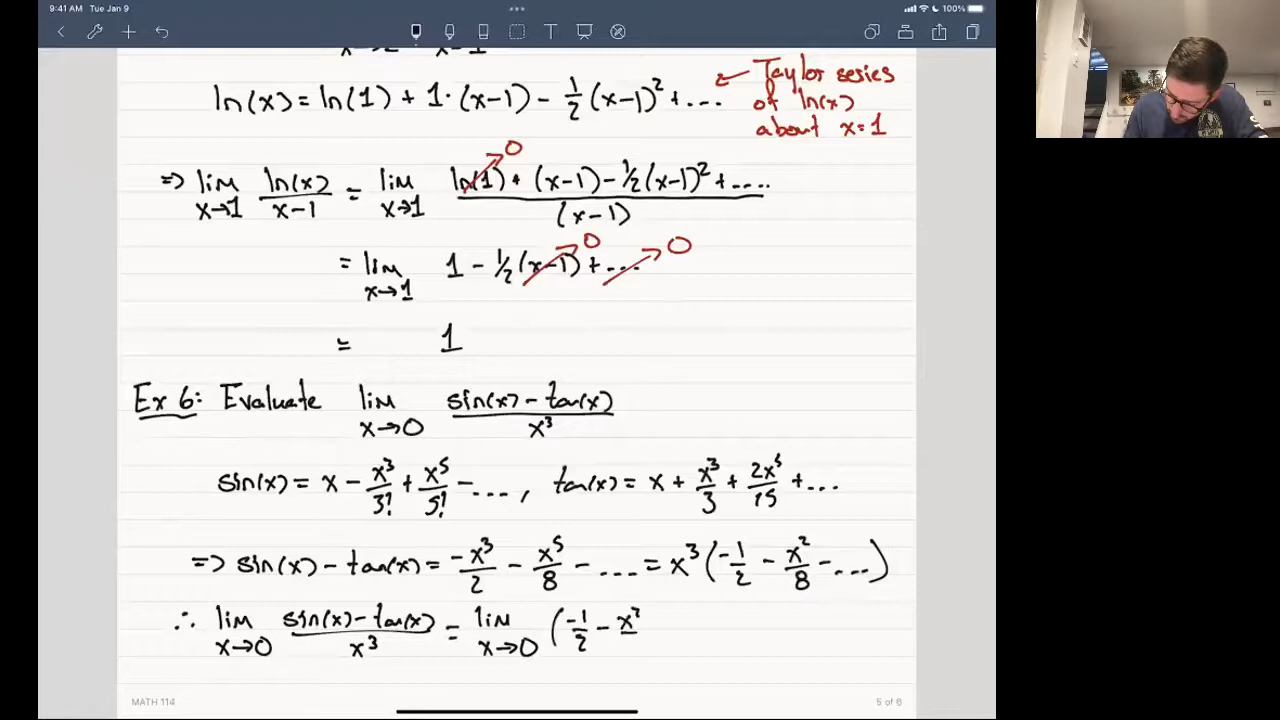 9:41 AM Tue Jan 9
100%
ln(x) = ln(1) + 1·(x-1) - 1/2 (x-1)² + ....
Taylor series
of ln(x)
about x=1
=> lim x→1 ln(x)/(x-1) = lim x→1 (ln(1) + (x-1) - 1/2(x-1)² + ....)/(x-1)
0
= lim x→1 1 - 1/2(x-1) + ...
0 0
= 1
Ex 6: Evaluate lim x→0 (sin(x) - tan(x))/x³
sin(x) = x - x³/3! + x⁵/5! - ...., tan(x) = x + x³/3 + 2x⁵/15 + ...
=> sin(x) - tan(x) = -x³/2 - x⁵/8 - .... = x³(-1/2 - x²/8 - ....)
∴ lim x→0 (sin(x) - tan(x))/x³ = lim x→0 (-1/2 - x²
MATH 114
5 of 6